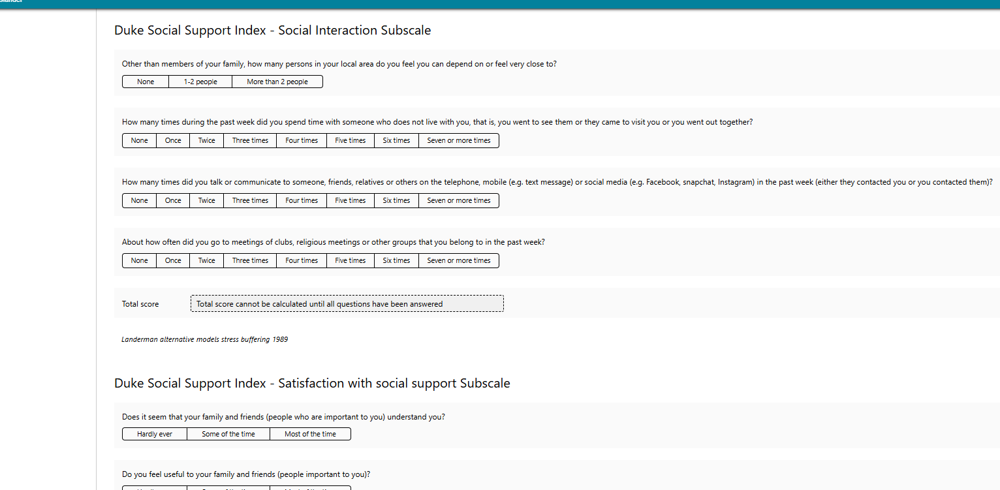 Duke Social Support Index - Social Interaction Subscale
Other than members of your family, how many persons in your local area do you feel you can depend on or feel very close to?
None 1-2 people More than 2 people
How many times during the past week did you spend time with someone who does not live with you, that is, you went to see them or they came to visit you or you went out together?
None Once Twice Three times Four times Five times Six times Seven or more times
How many times did you talk or communicate to someone, friends, relatives or others on the telephone, mobile (e.g. text message) or social media (e.g. Facebook, snapchat, Instagram) in the past week (either they contacted you or you contacted them)?
None Once Twice Three times Four times Five times Six times Seven or more times
About how often did you go to meetings of clubs, religious meetings or other groups that you belong to in the past week?
None Once Twice Three times Four times Five times Six times Seven or more times
Total score Total score cannot be calculated until all questions have been answered
Landerman alternative models stress buffering 1989
Duke Social Support Index - Satisfaction with social support Subscale
Does it seem that your family and friends (people who are important to you) understand you?
Hardly ever Some of the time Most of the time
Do you feel useful to your family and friends (people important to you)?